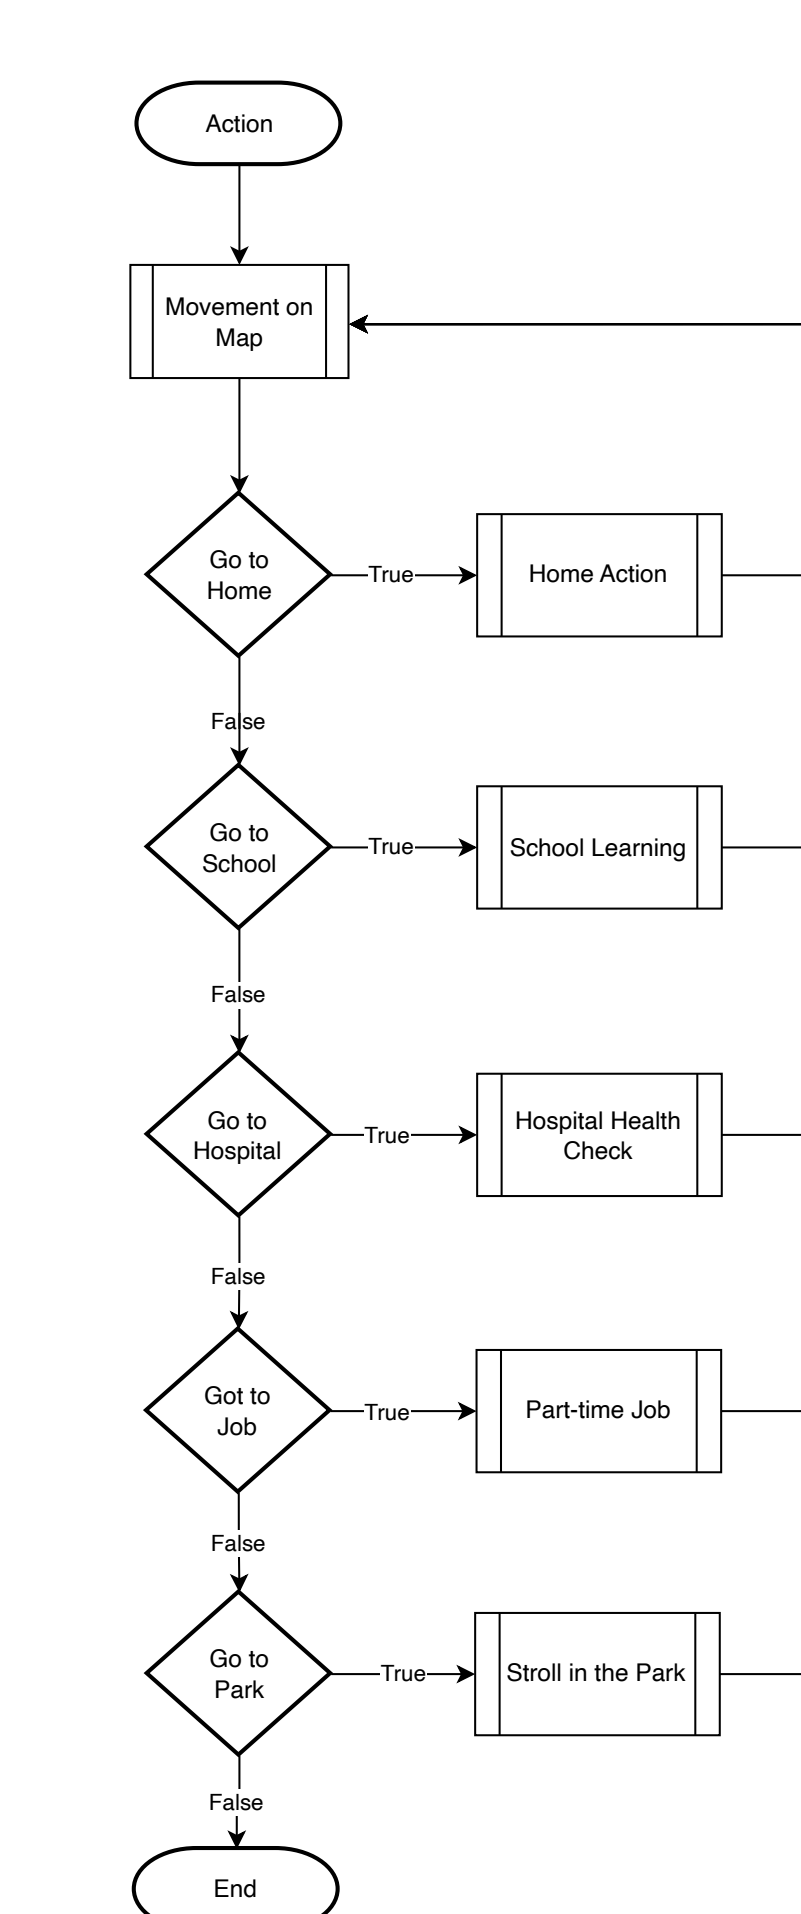 Action
Movement on
Map
Go to
Home
True
Home Action
False
Go to
School
True
School Learning
False
Go to
Hospital
True
Hospital Health
Check
False
Got to
Job
True
Part-time Job
False
Go to
Park
True
Stroll in the Park
False
End